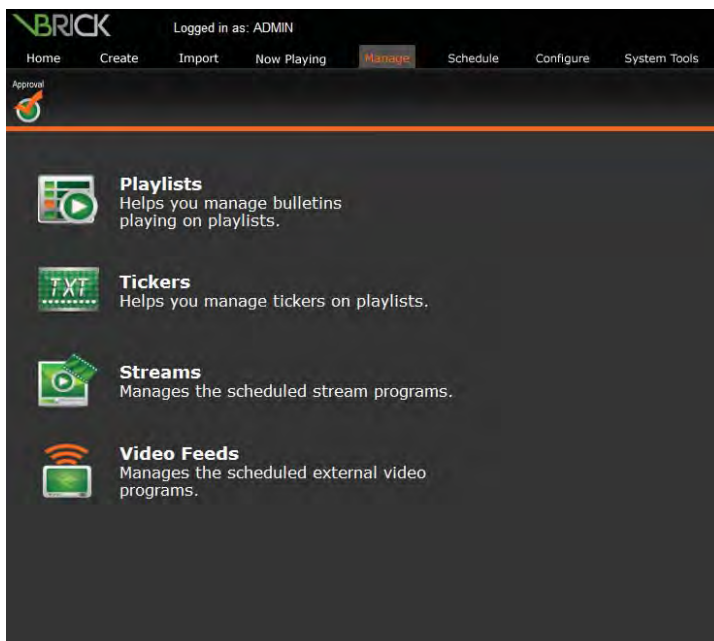 VBRICK Logged in as: ADMIN
Home Create Import Now Playing Manage Schedule Configure System Tools
Approval
Playlists
Helps you manage bulletins
playing on playlists.
TXT
Tickers
Helps you manage tickers on playlists.
Streams
Manages the scheduled stream programs.
Video Feeds
Manages the scheduled external video
programs.